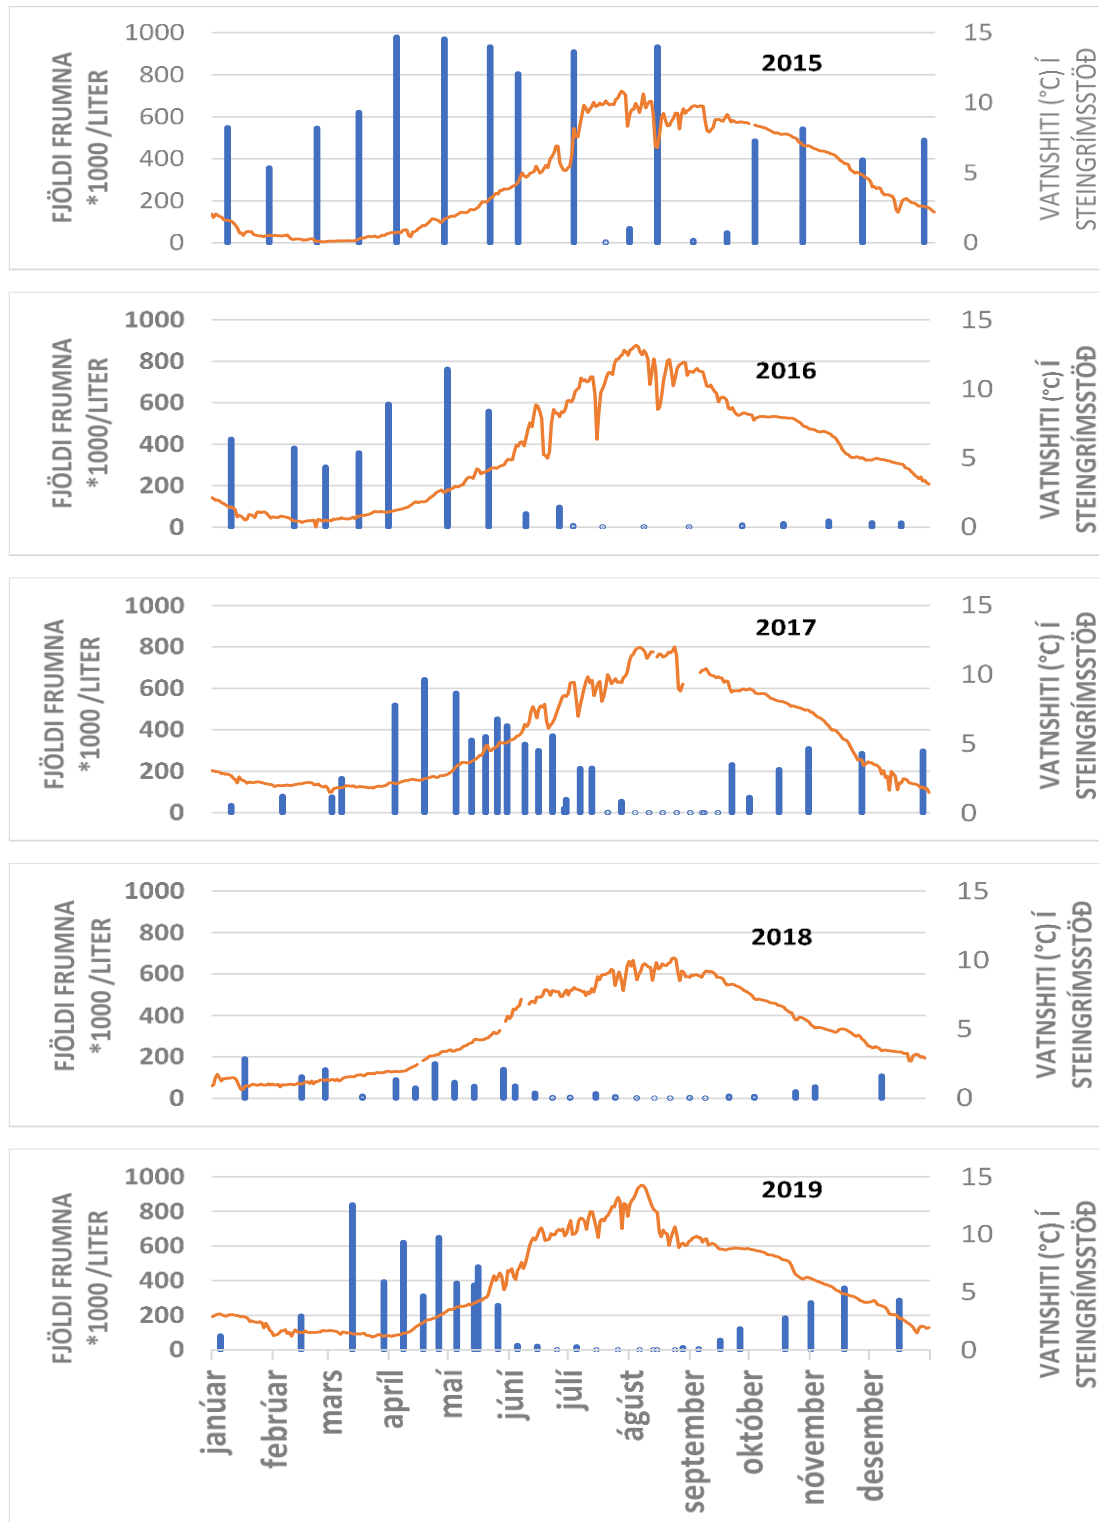 FJÖLDI FRUMNA
*1000 /LITER
1000
800
600
400
200
0
2015
15
10
5
0
VATNSHITI (°C) Í
STEINGRÍMSSTÖÐ
FJÖLDI FRUMNA
*1000/LITER
1000
800
600
400
200
0
2016
15
10
5
0
VATNSHITI (°C) Í
STEINGRÍMSSTÖÐ
FJÖLDI FRUMNA
*1000 /LITER
1000
800
600
400
200
0
2017
15
10
5
0
VATNSHITI (°C) Í
STEINGRÍMSSTÖÐ
FJÖLDI FRUMNA
*1000 /LITER
1000
800
600
400
200
0
2018
15
10
5
0
VATNSHITI (°C) Í
STEINGRÍMSSTÖÐ
FJÖLDI FRUMNA
*1000 /LITER
1000
800
600
400
200
0
2019
15
10
5
0
VATNSHITI (°C) Í
STEINGRÍMSSTÖÐ
janúar
febrúar
mars
apríl
maí
júní
júlí
ágúst
september
október
nóvember
desember